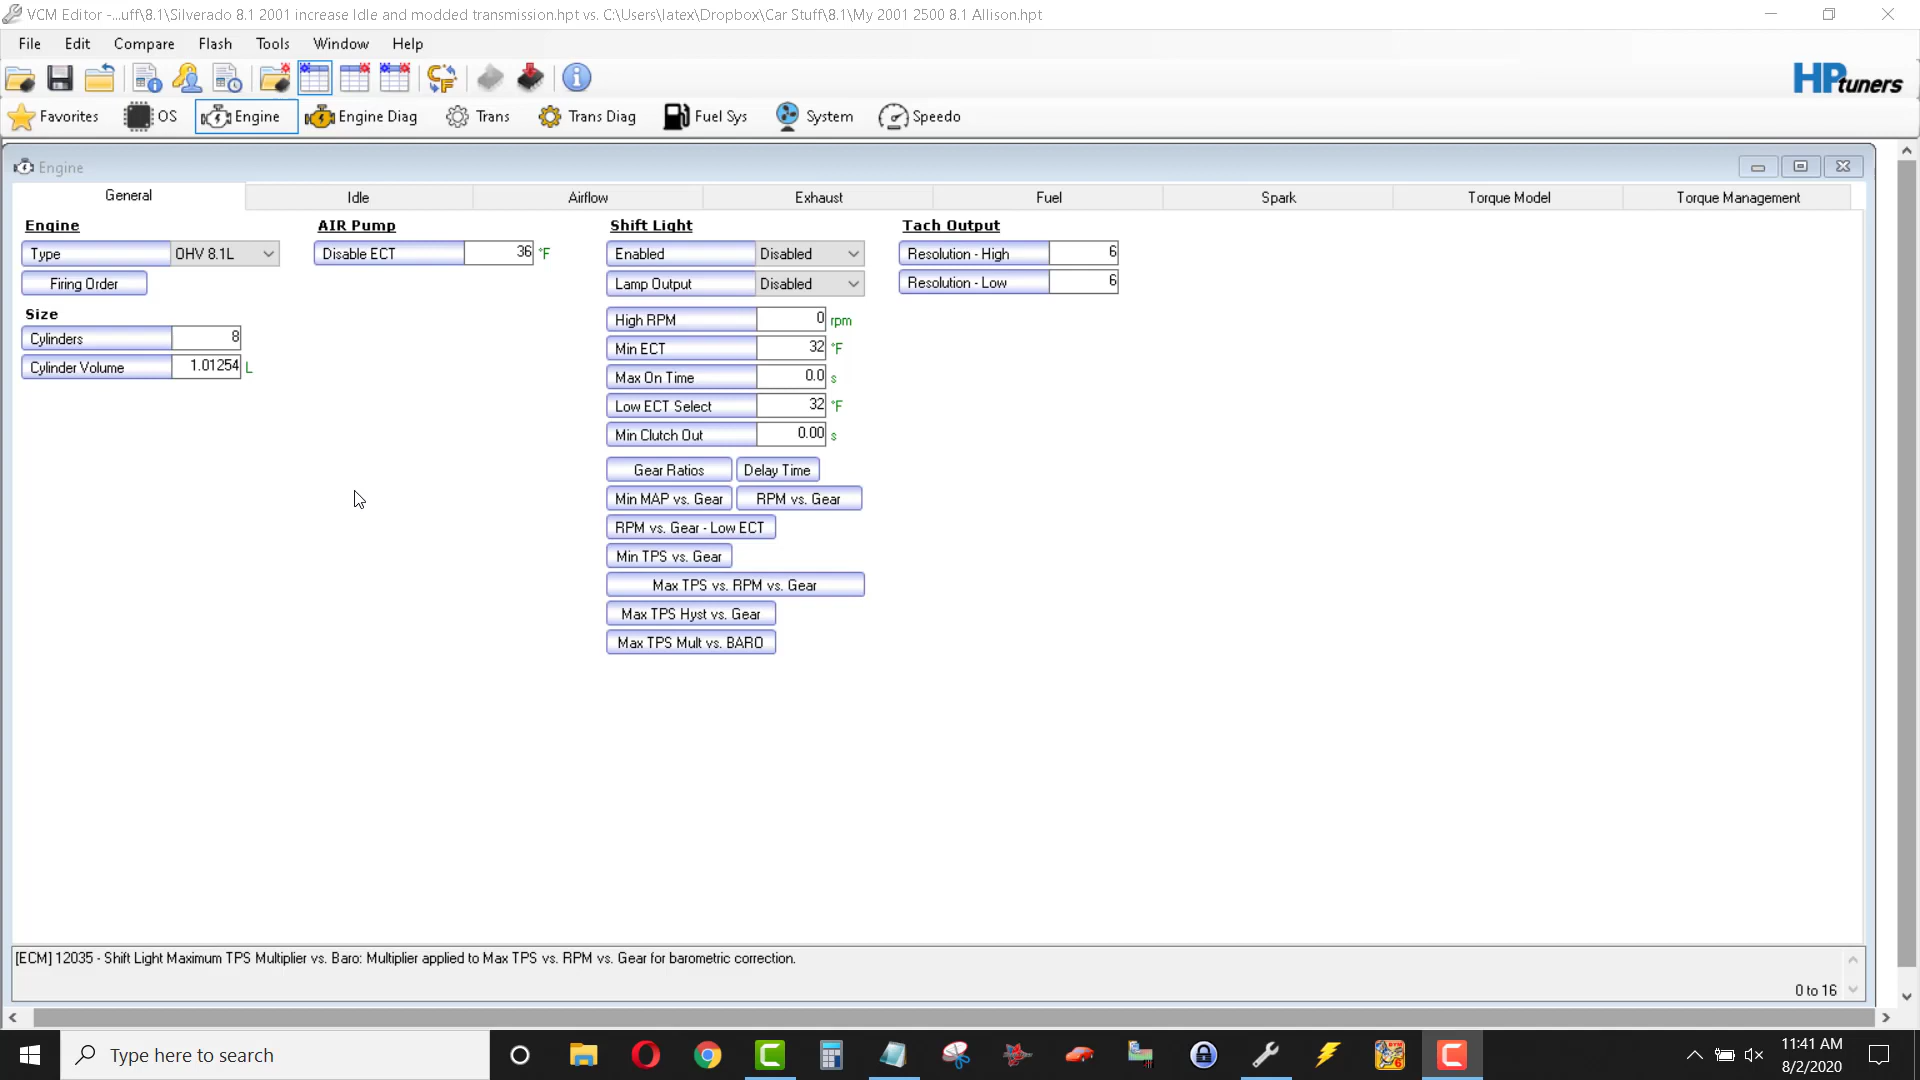 VCM Editor -...uff\8.1\Silverado 8.1 2001 increase Idle and modded transmission.hpt vs. C:\Users\latex\Dropbox\Car Stuff\8.1\My 2001 2500 8.1 Allison.hpt
File Edit Compare Flash Tools Window Help
HPtuners
Favorites OS Engine Engine Diag Trans Trans Diag Fuel Sys System Speedo
Engine
General Idle Airflow Exhaust Fuel Spark Torque Model Torque Management
Engine
Type OHV 8.1L
Firing Order
Size
Cylinders 8
Cylinder Volume 1.01254 L
AIR Pump
Disable ECT 36 °F
Shift Light
Enabled Disabled
Lamp Output Disabled
High RPM 0 rpm
Min ECT 32 °F
Max On Time 0.0 s
Low ECT Select 32 °F
Min Clutch Out 0.00 s
Gear Ratios Delay Time
Min MAP vs. Gear RPM vs. Gear
RPM vs. Gear - Low ECT
Min TPS vs. Gear
Max TPS vs. RPM vs. Gear
Max TPS Hyst vs. Gear
Max TPS Mult vs. BARO
Tach Output
Resolution - High 6
Resolution - Low 6
[ECM] 12035 - Shift Light Maximum TPS Multiplier vs. Baro: Multiplier applied to Max TPS vs. RPM vs. Gear for barometric correction.
0 to 16
Type here to search
11:41 AM
8/2/2020